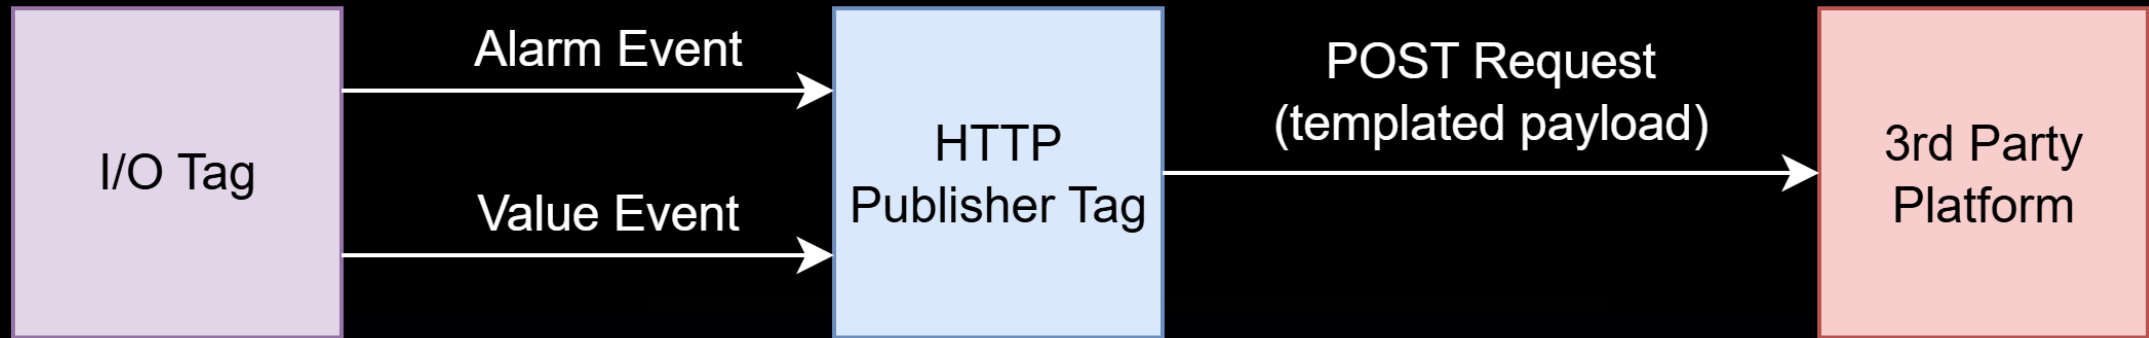 I/O Tag
Alarm Event
Value Event
HTTP
Publisher Tag
POST Request
(templated payload)
3rd Party
Platform